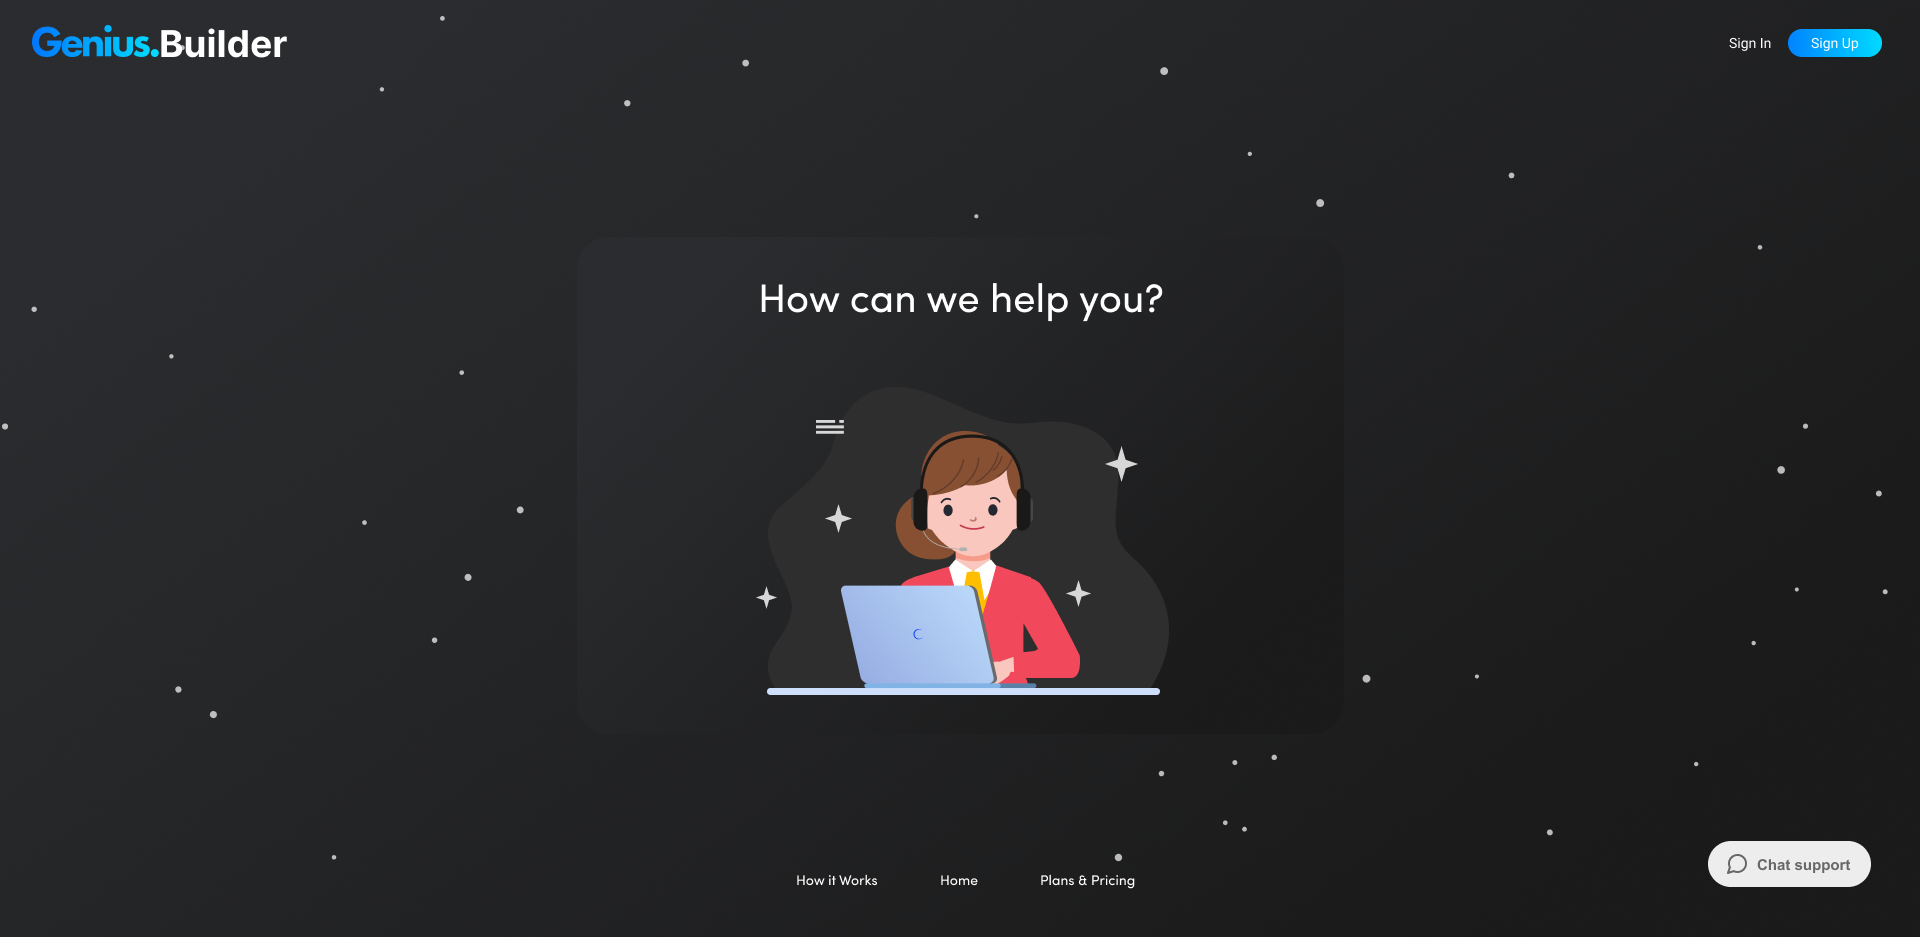 Genius.Builder
Sign In
Sign Up
How can we help you?
C
How it Works
Home
Plans & Pricing
Chat support